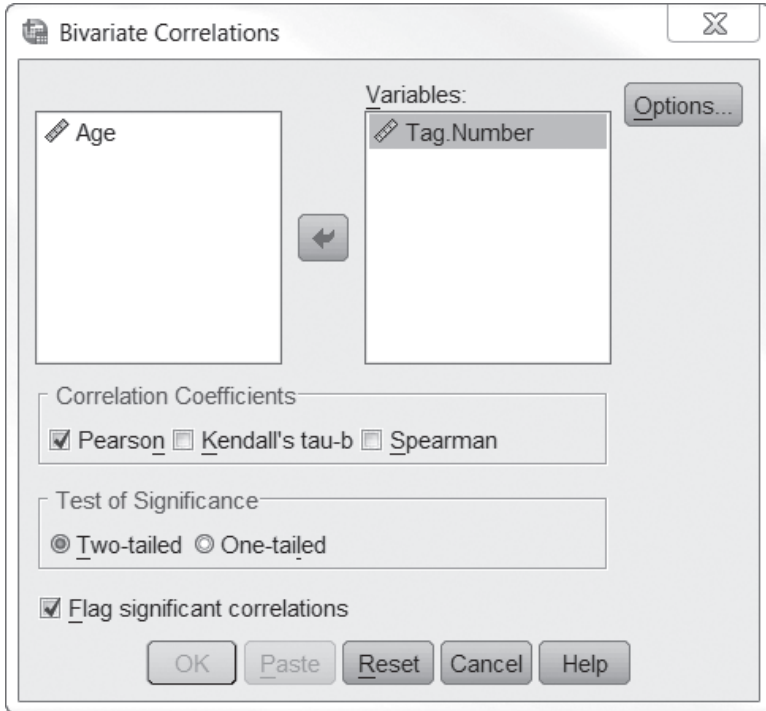 Bivariate Correlations
Variables:
Options...
Age
Tag.Number
Correlation Coefficients
Pearson Kendall's tau-b Spearman
Test of Significance
Two-tailed One-tailed
Flag significant correlations
OK Paste Reset Cancel Help